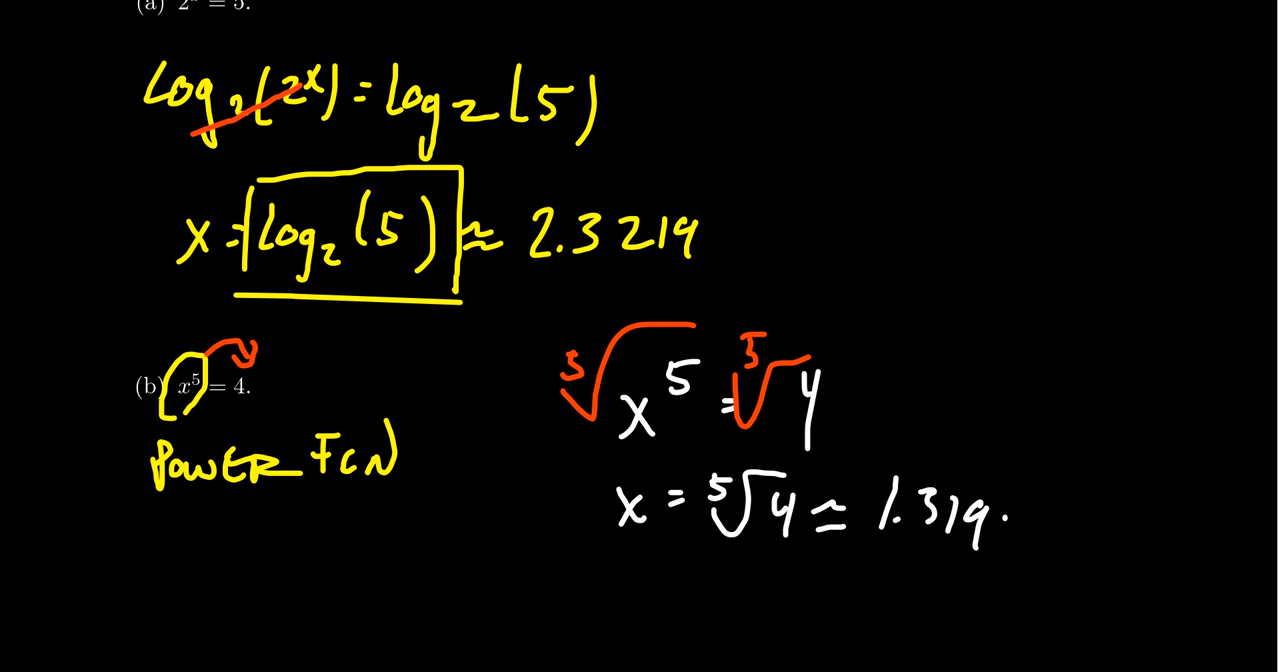 (a) 2ˣ = 5.
log₂(2ˣ) = log₂(5)
x = log₂(5) ≈ 2.3219
(b) x⁵ = 4.
POWER FCN
⁵√x⁵ = ⁵√4
x = ⁵√4 ≈ 1.319.